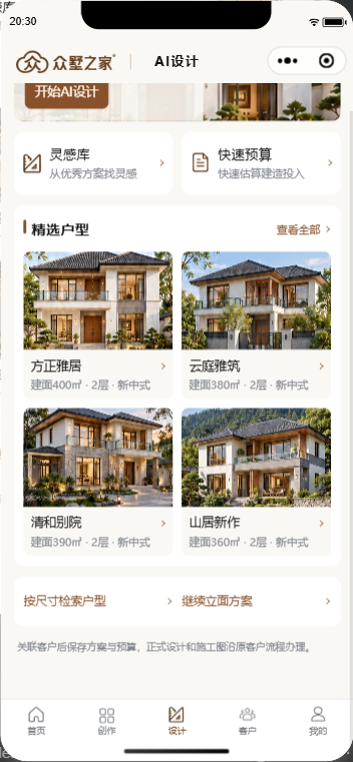 20:30
众墅之家
AI设计
开始AI设计
灵感库
从优秀方案找灵感
快速预算
快速估算建造投入
精选户型
查看全部
方正雅居
建面400㎡ · 2层 · 新中式
云庭雅筑
建面380㎡ · 2层 · 新中式
清和别院
建面390㎡ · 2层 · 新中式
山居新作
建面360㎡ · 2层 · 新中式
按尺寸检索户型
继续立面方案
关联客户后保存方案与预算，正式设计和施工图沿原客户流程办理。
首页
创作
设计
客户
我的